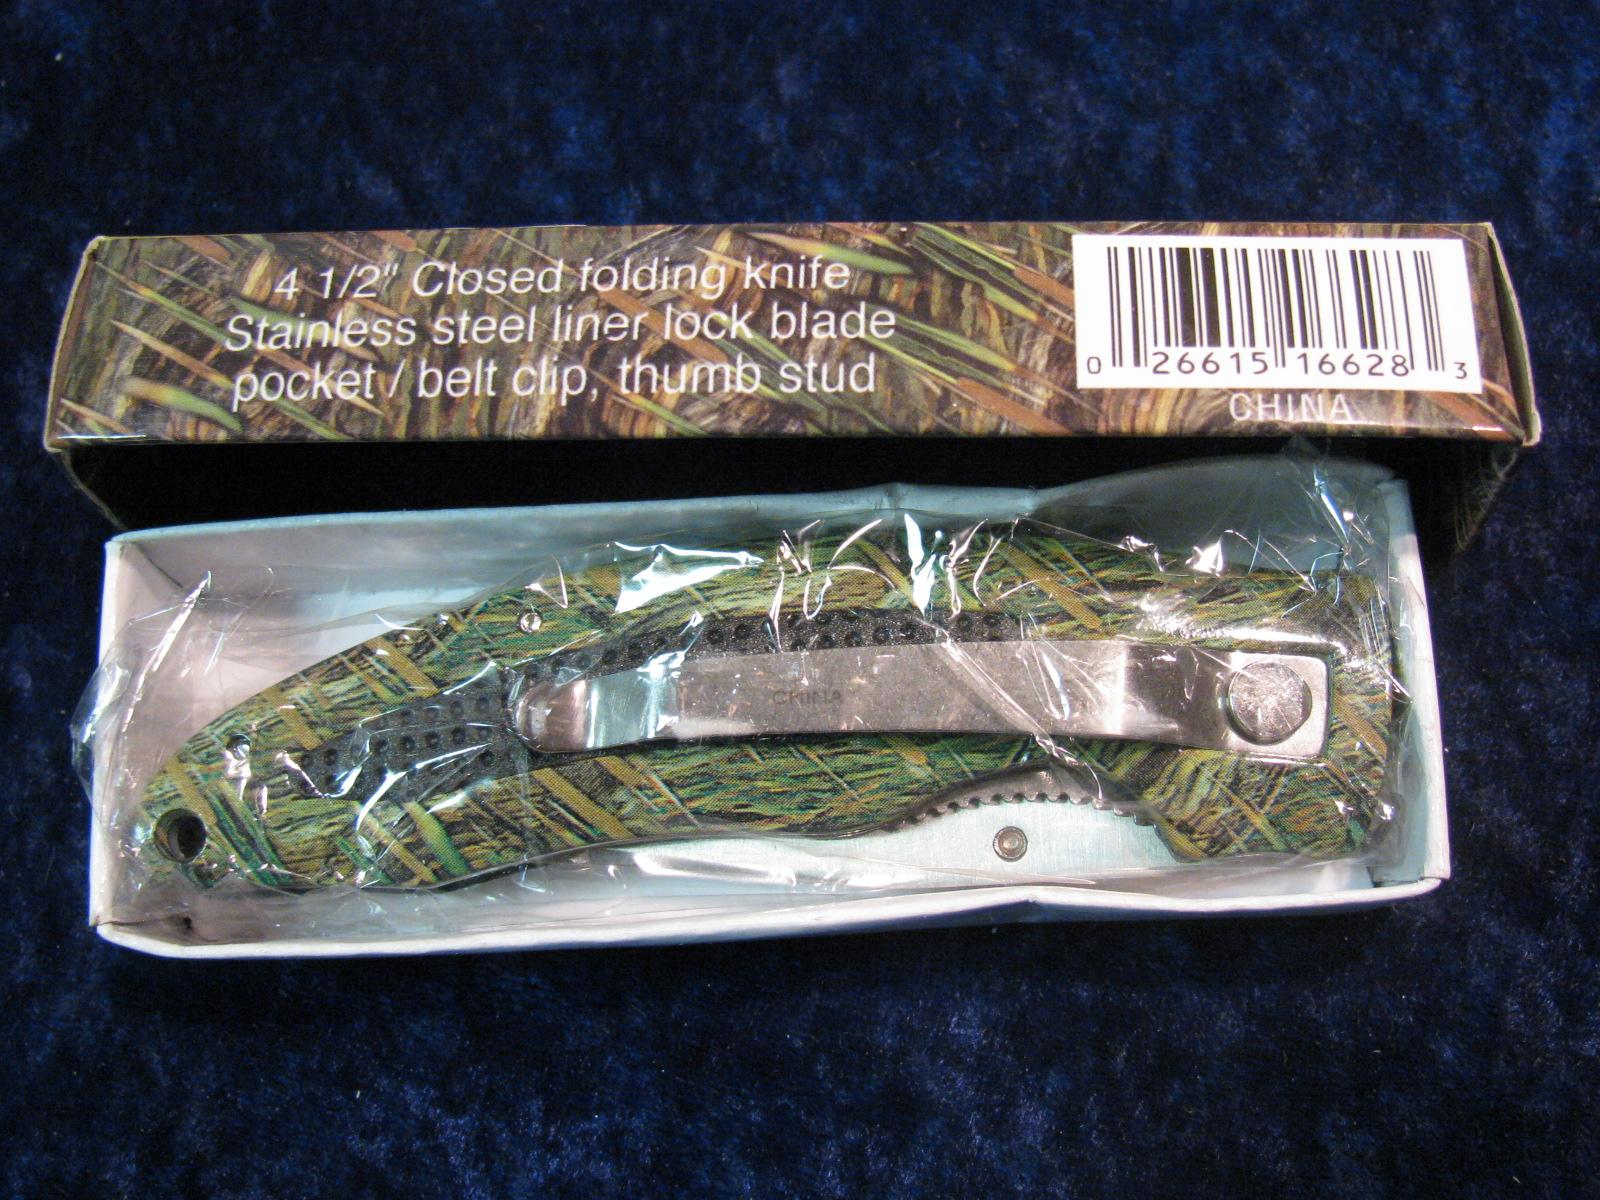 4 1/2" Closed folding knife
Stainless steel liner lock blade
pocket / belt clip, thumb stud
0 26615 16628 3
CHINA
CHINA